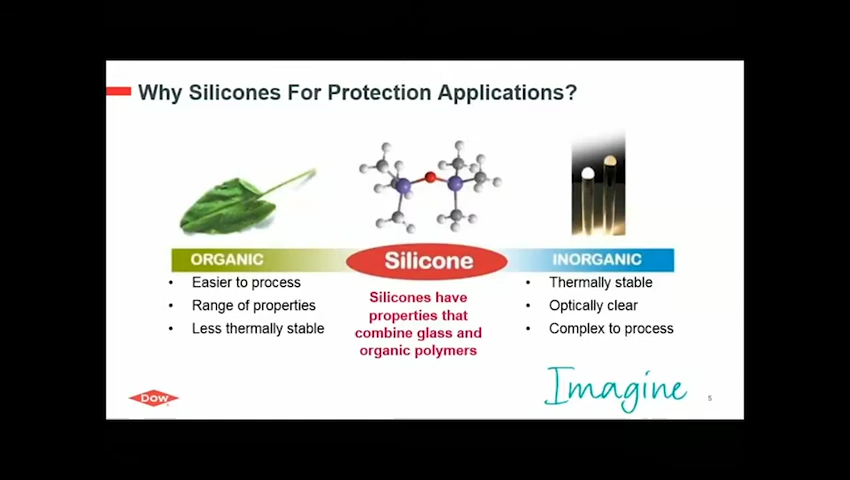 Why Silicones For Protection Applications?
ORGANIC
Silicone
INORGANIC
• Easier to process
• Range of properties
• Less thermally stable
Silicones have
properties that
combine glass and
organic polymers
• Thermally stable
• Optically clear
• Complex to process
Dow
Imagine
5